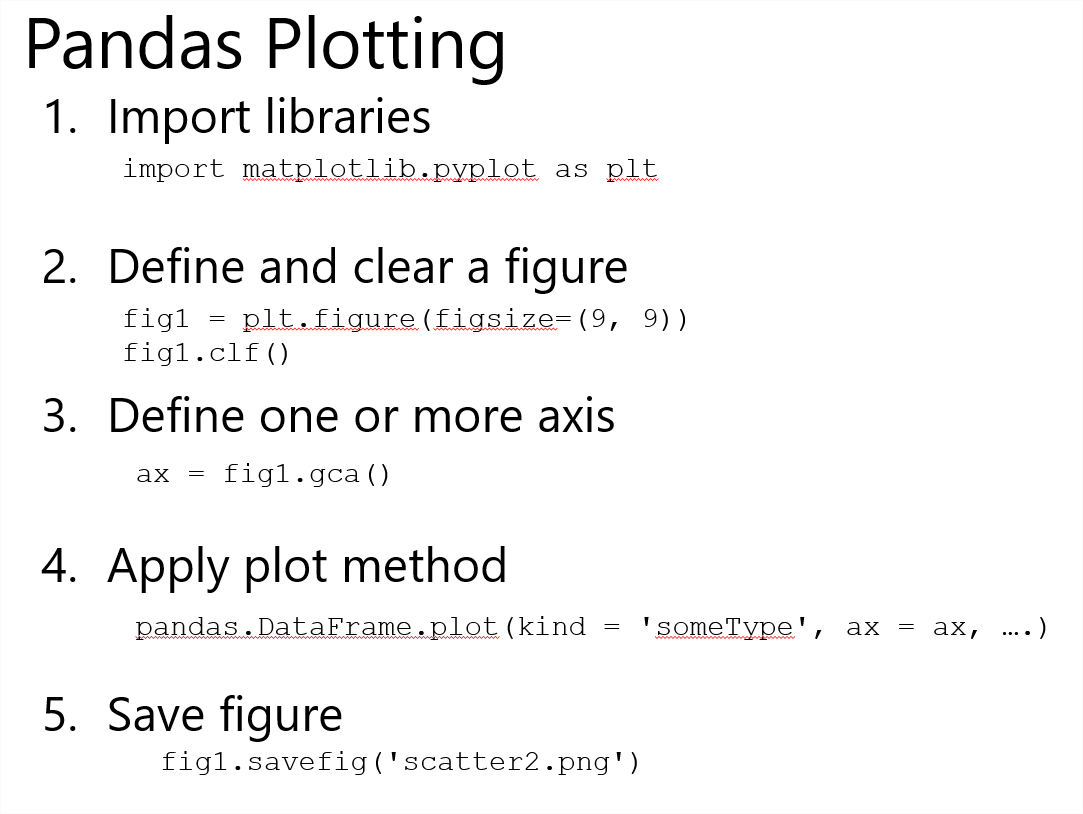 Pandas Plotting
1. Import libraries
import matplotlib.pyplot as plt
2. Define and clear a figure
fig1 = plt.figure(figsize=(9, 9))
fig1.clf()
3. Define one or more axis
ax = fig1.gca()
4. Apply plot method
pandas.DataFrame.plot(kind = 'someType', ax = ax, ….)
5. Save figure
fig1.savefig('scatter2.png')